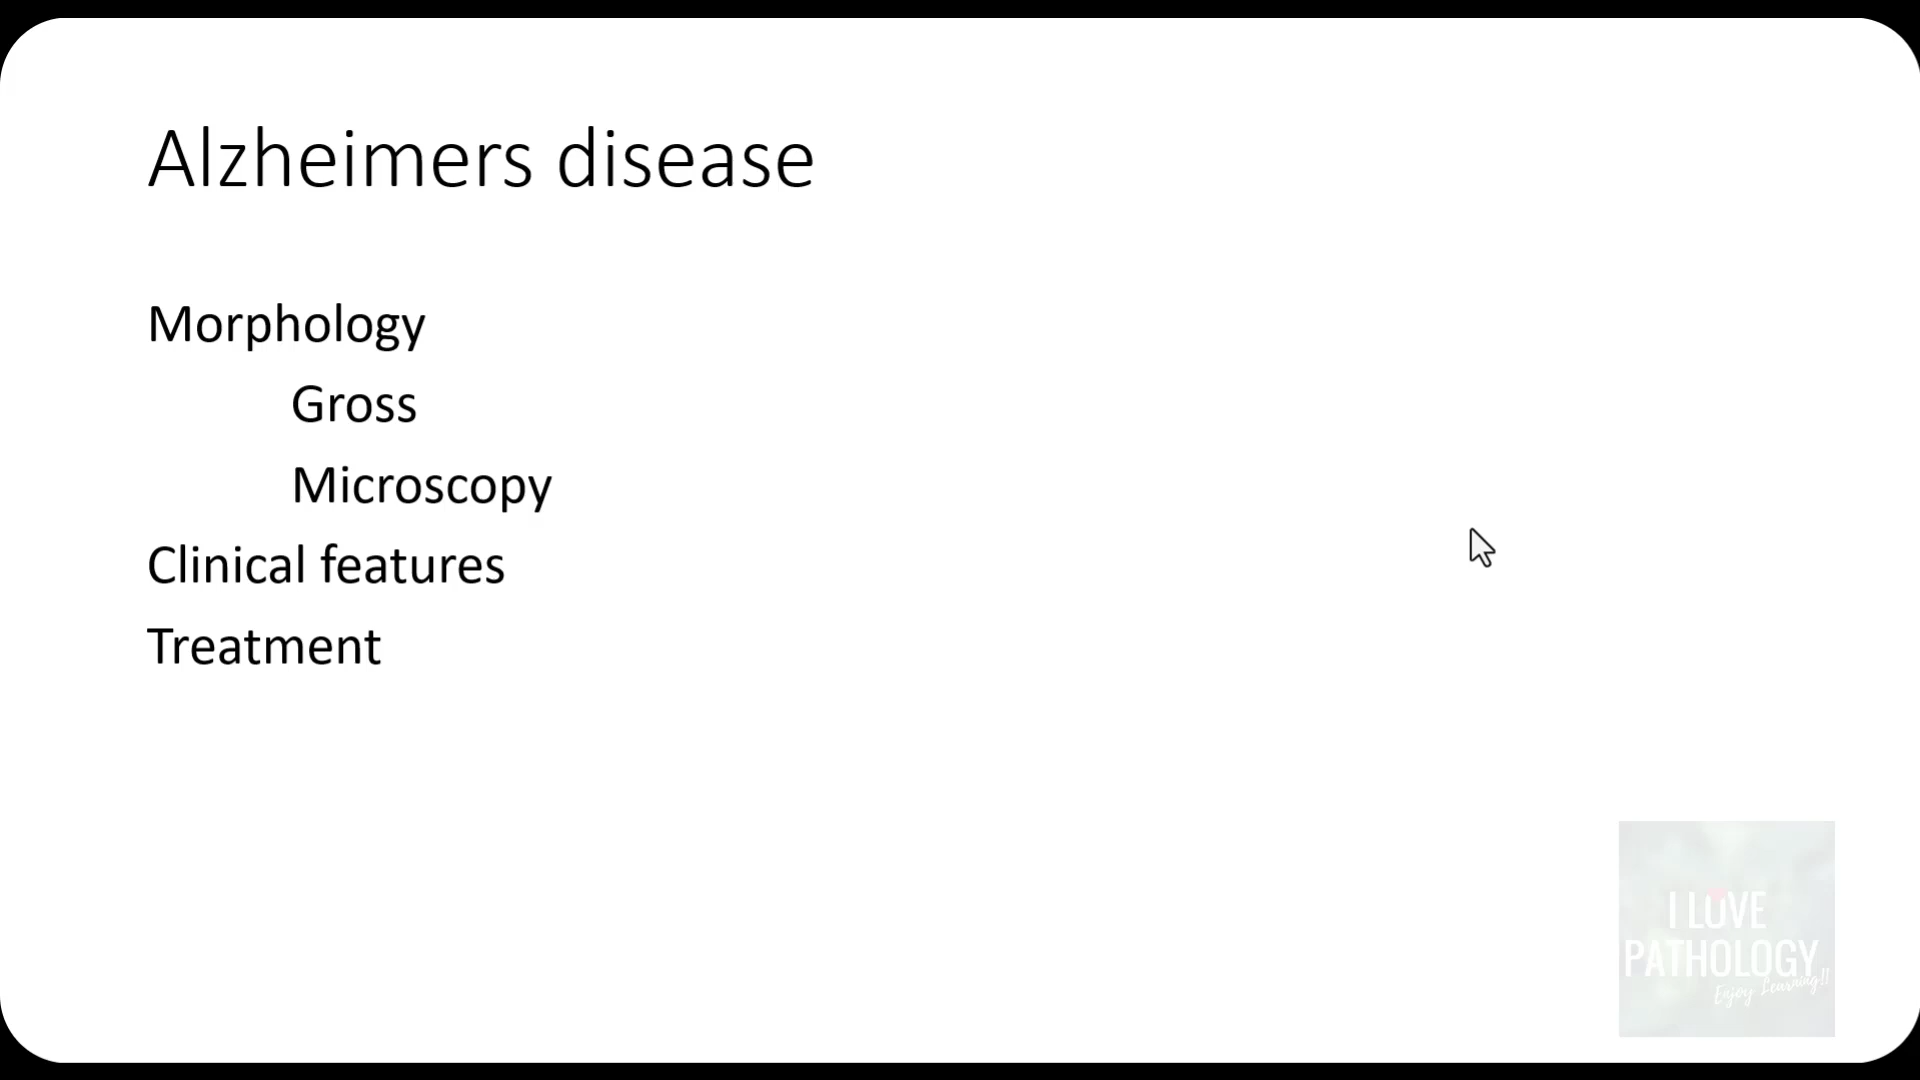 Alzheimers disease
Morphology
Gross
Microscopy
Clinical features
Treatment
I LOVE
PATHOLOGY
Enjoy Learning!!